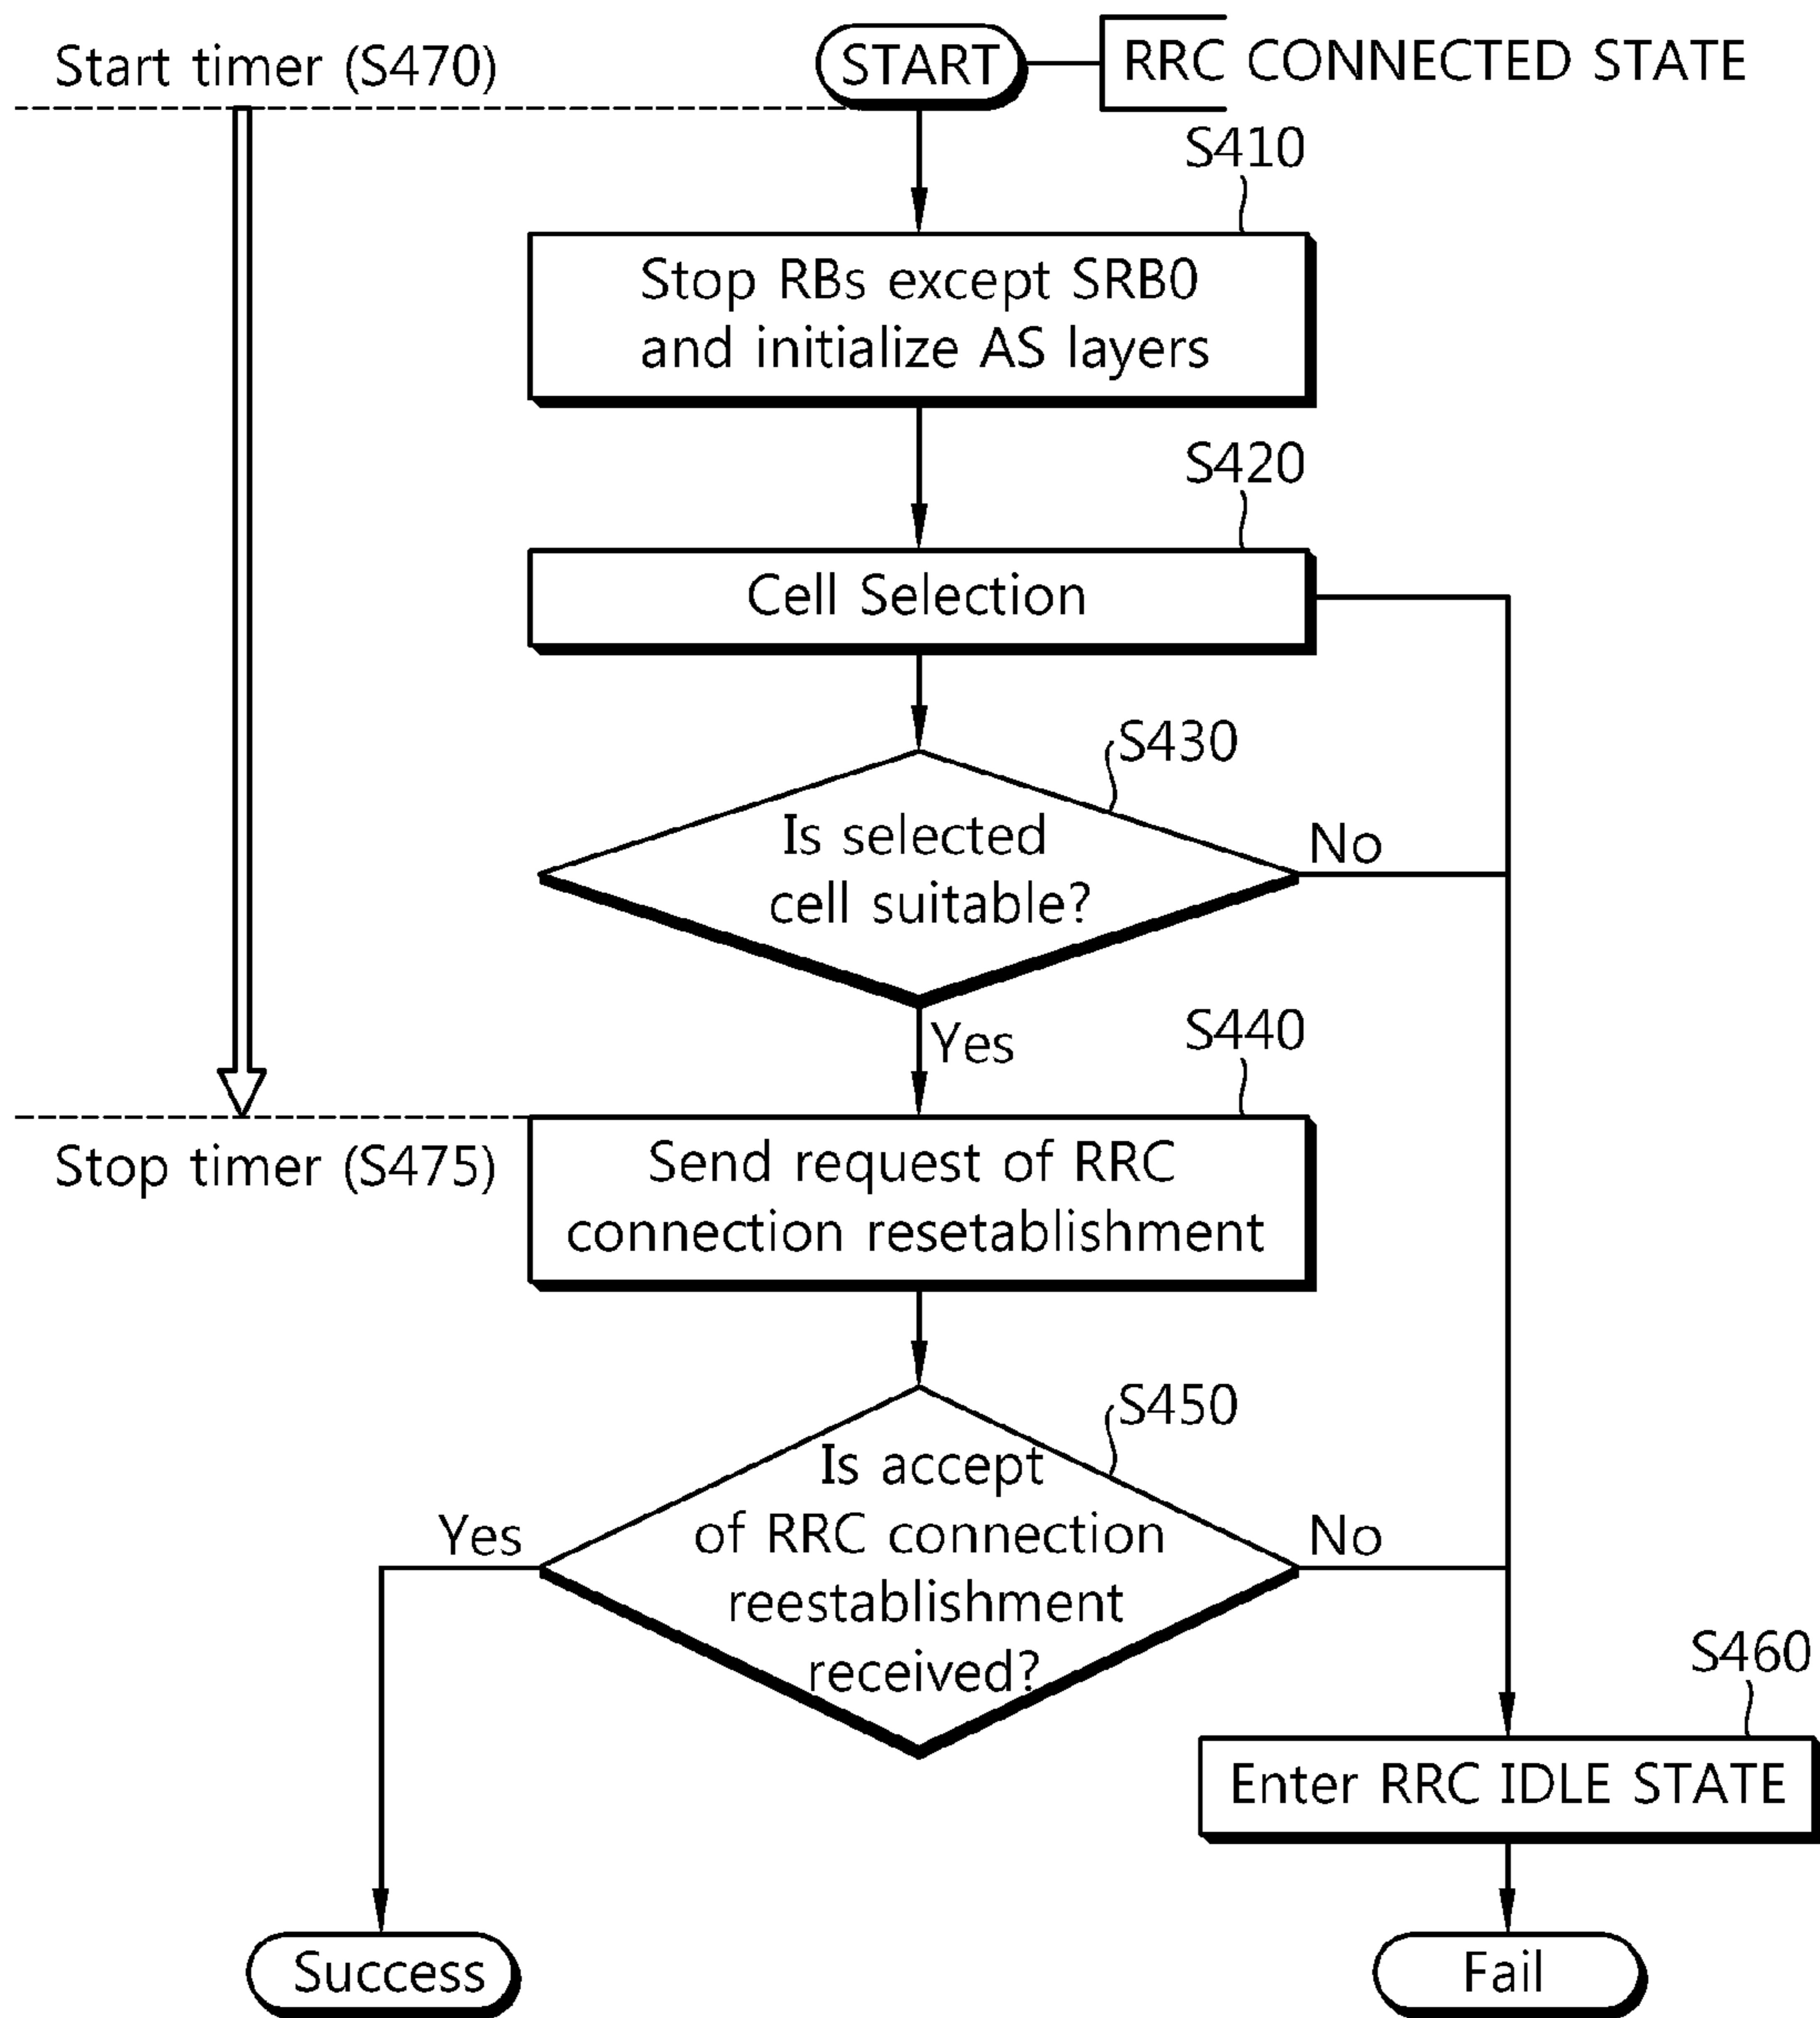 Start timer (S470)
START
RRC CONNECTED STATE
S410
Stop RBs except SRB0
and initialize AS layers
S420
Cell Selection
S430
Is selected
cell suitable?
No
Yes
S440
Stop timer (S475)
Send request of RRC
connection resetablishment
S450
Is accept
of RRC connection
reestablishment
received?
Yes
No
S460
Enter RRC IDLE STATE
Success
Fail